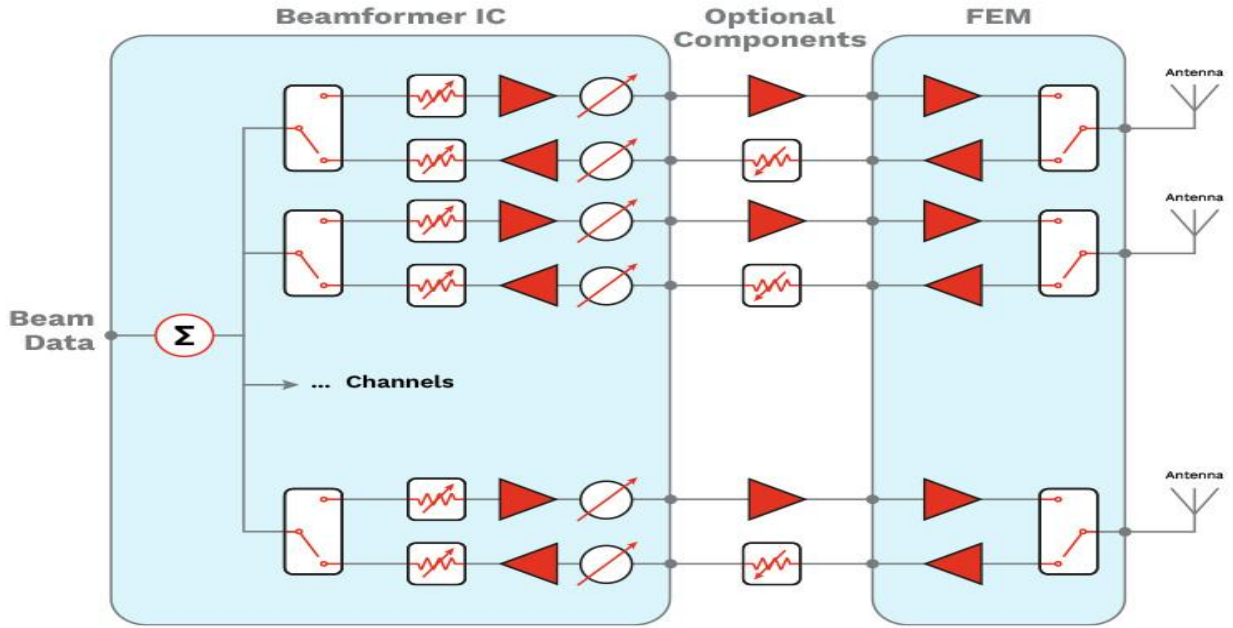 Beamformer IC
Optional
Components
FEM
Antenna
Antenna
Beam
Data
Σ
... Channels
Antenna